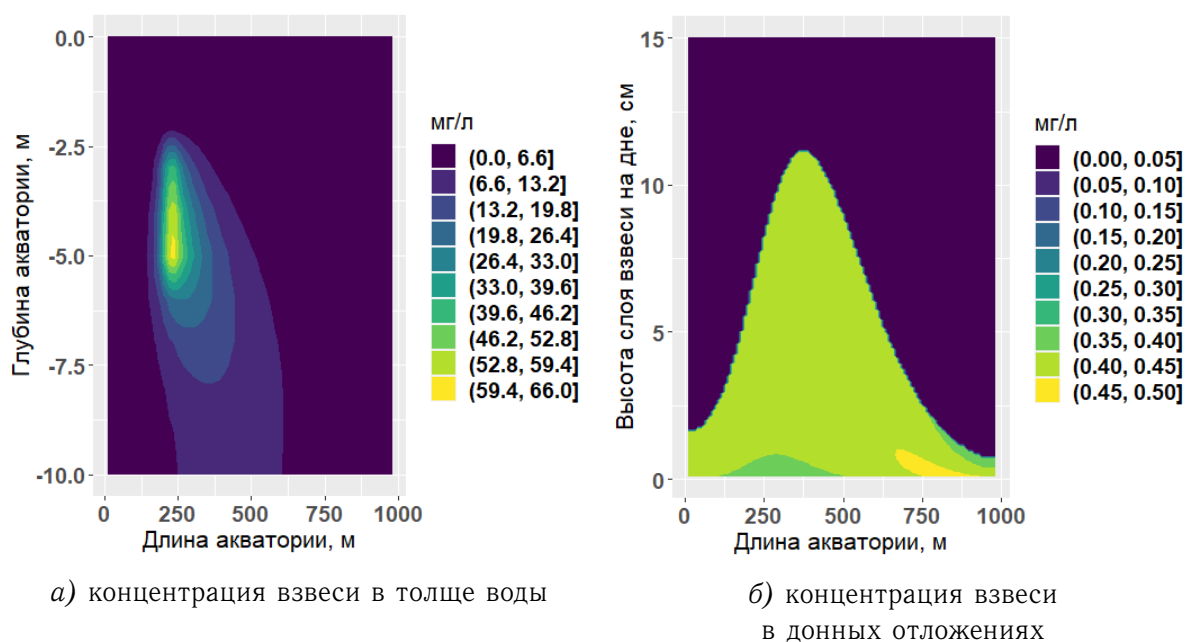 0.0
-2.5
-5.0
-7.5
-10.0
Глубина акватории, м
0 250 500 750 1000
Длина акватории, м
мг/л
(0.0, 6.6]
(6.6, 13.2]
(13.2, 19.8]
(19.8, 26.4]
(26.4, 33.0]
(33.0, 39.6]
(39.6, 46.2]
(46.2, 52.8]
(52.8, 59.4]
(59.4, 66.0]
а) концентрация взвеси в толще воды
15
10
5
0
Высота слоя взвеси на дне, см
0 250 500 750 1000
Длина акватории, м
мг/л
(0.00, 0.05]
(0.05, 0.10]
(0.10, 0.15]
(0.15, 0.20]
(0.20, 0.25]
(0.25, 0.30]
(0.30, 0.35]
(0.35, 0.40]
(0.40, 0.45]
(0.45, 0.50]
б) концентрация взвеси
в донных отложениях